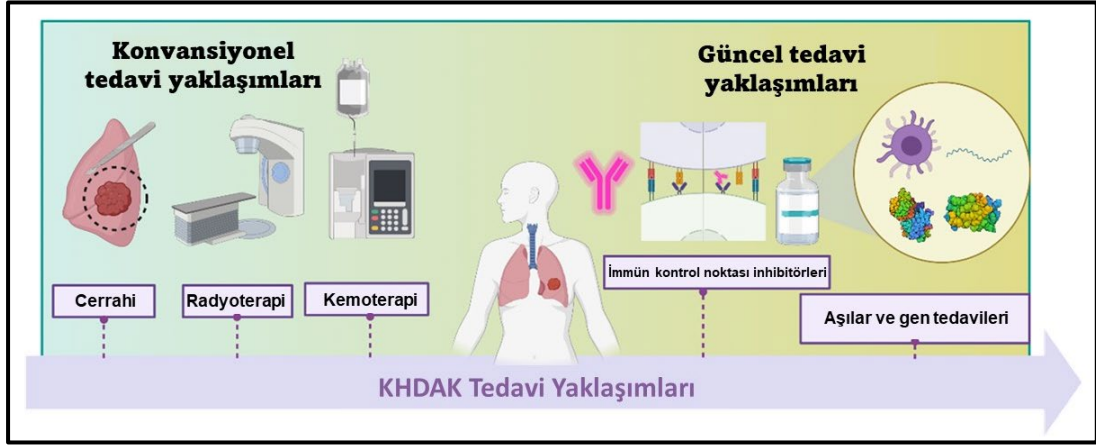 Konvansiyonel
tedavi yaklaşımları
Güncel tedavi
yaklaşımları
Cerrahi
Radyoterapi
Kemoterapi
İmmün kontrol noktası inhibitörleri
Aşılar ve gen tedavileri
KHDAK Tedavi Yaklaşımları